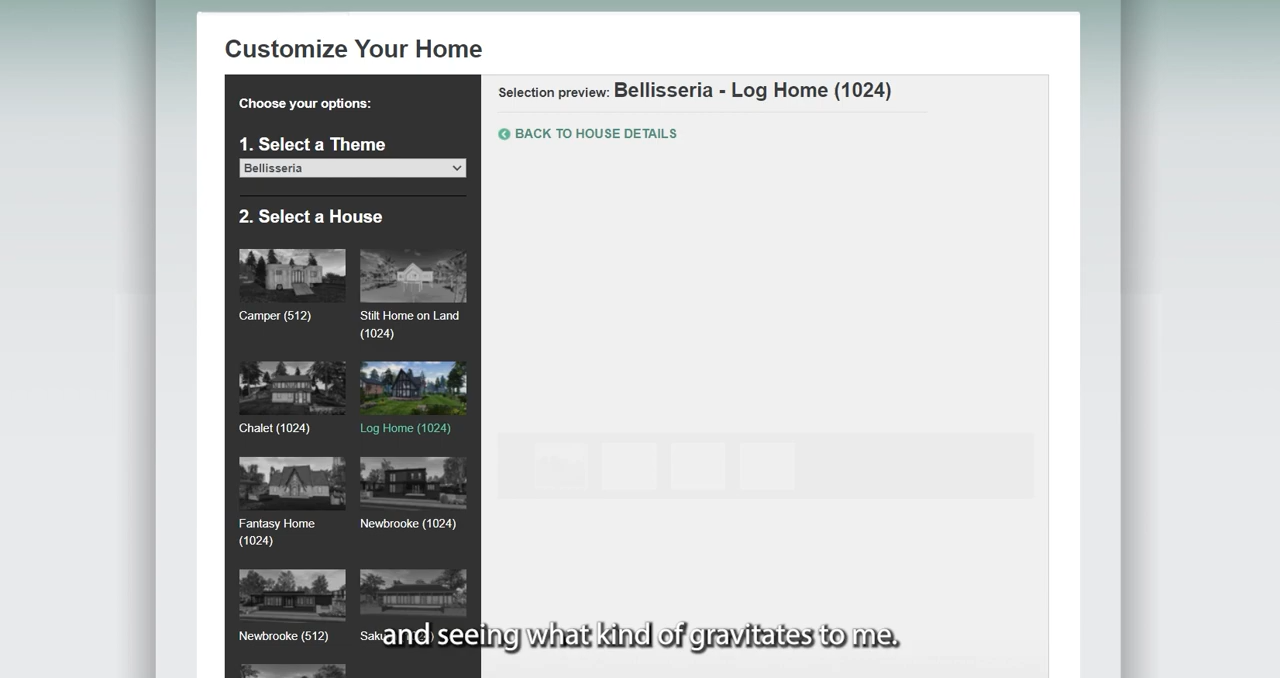 Customize Your Home
Choose your options:
1. Select a Theme
Bellisseria
2. Select a House
Camper (512)
Stilt Home on Land
(1024)
Chalet (1024)
Log Home (1024)
Fantasy Home
(1024)
Newbrooke (1024)
Newbrooke (512)
Selection preview: Bellisseria - Log Home (1024)
BACK TO HOUSE DETAILS
and seeing what kind of gravitates to me.